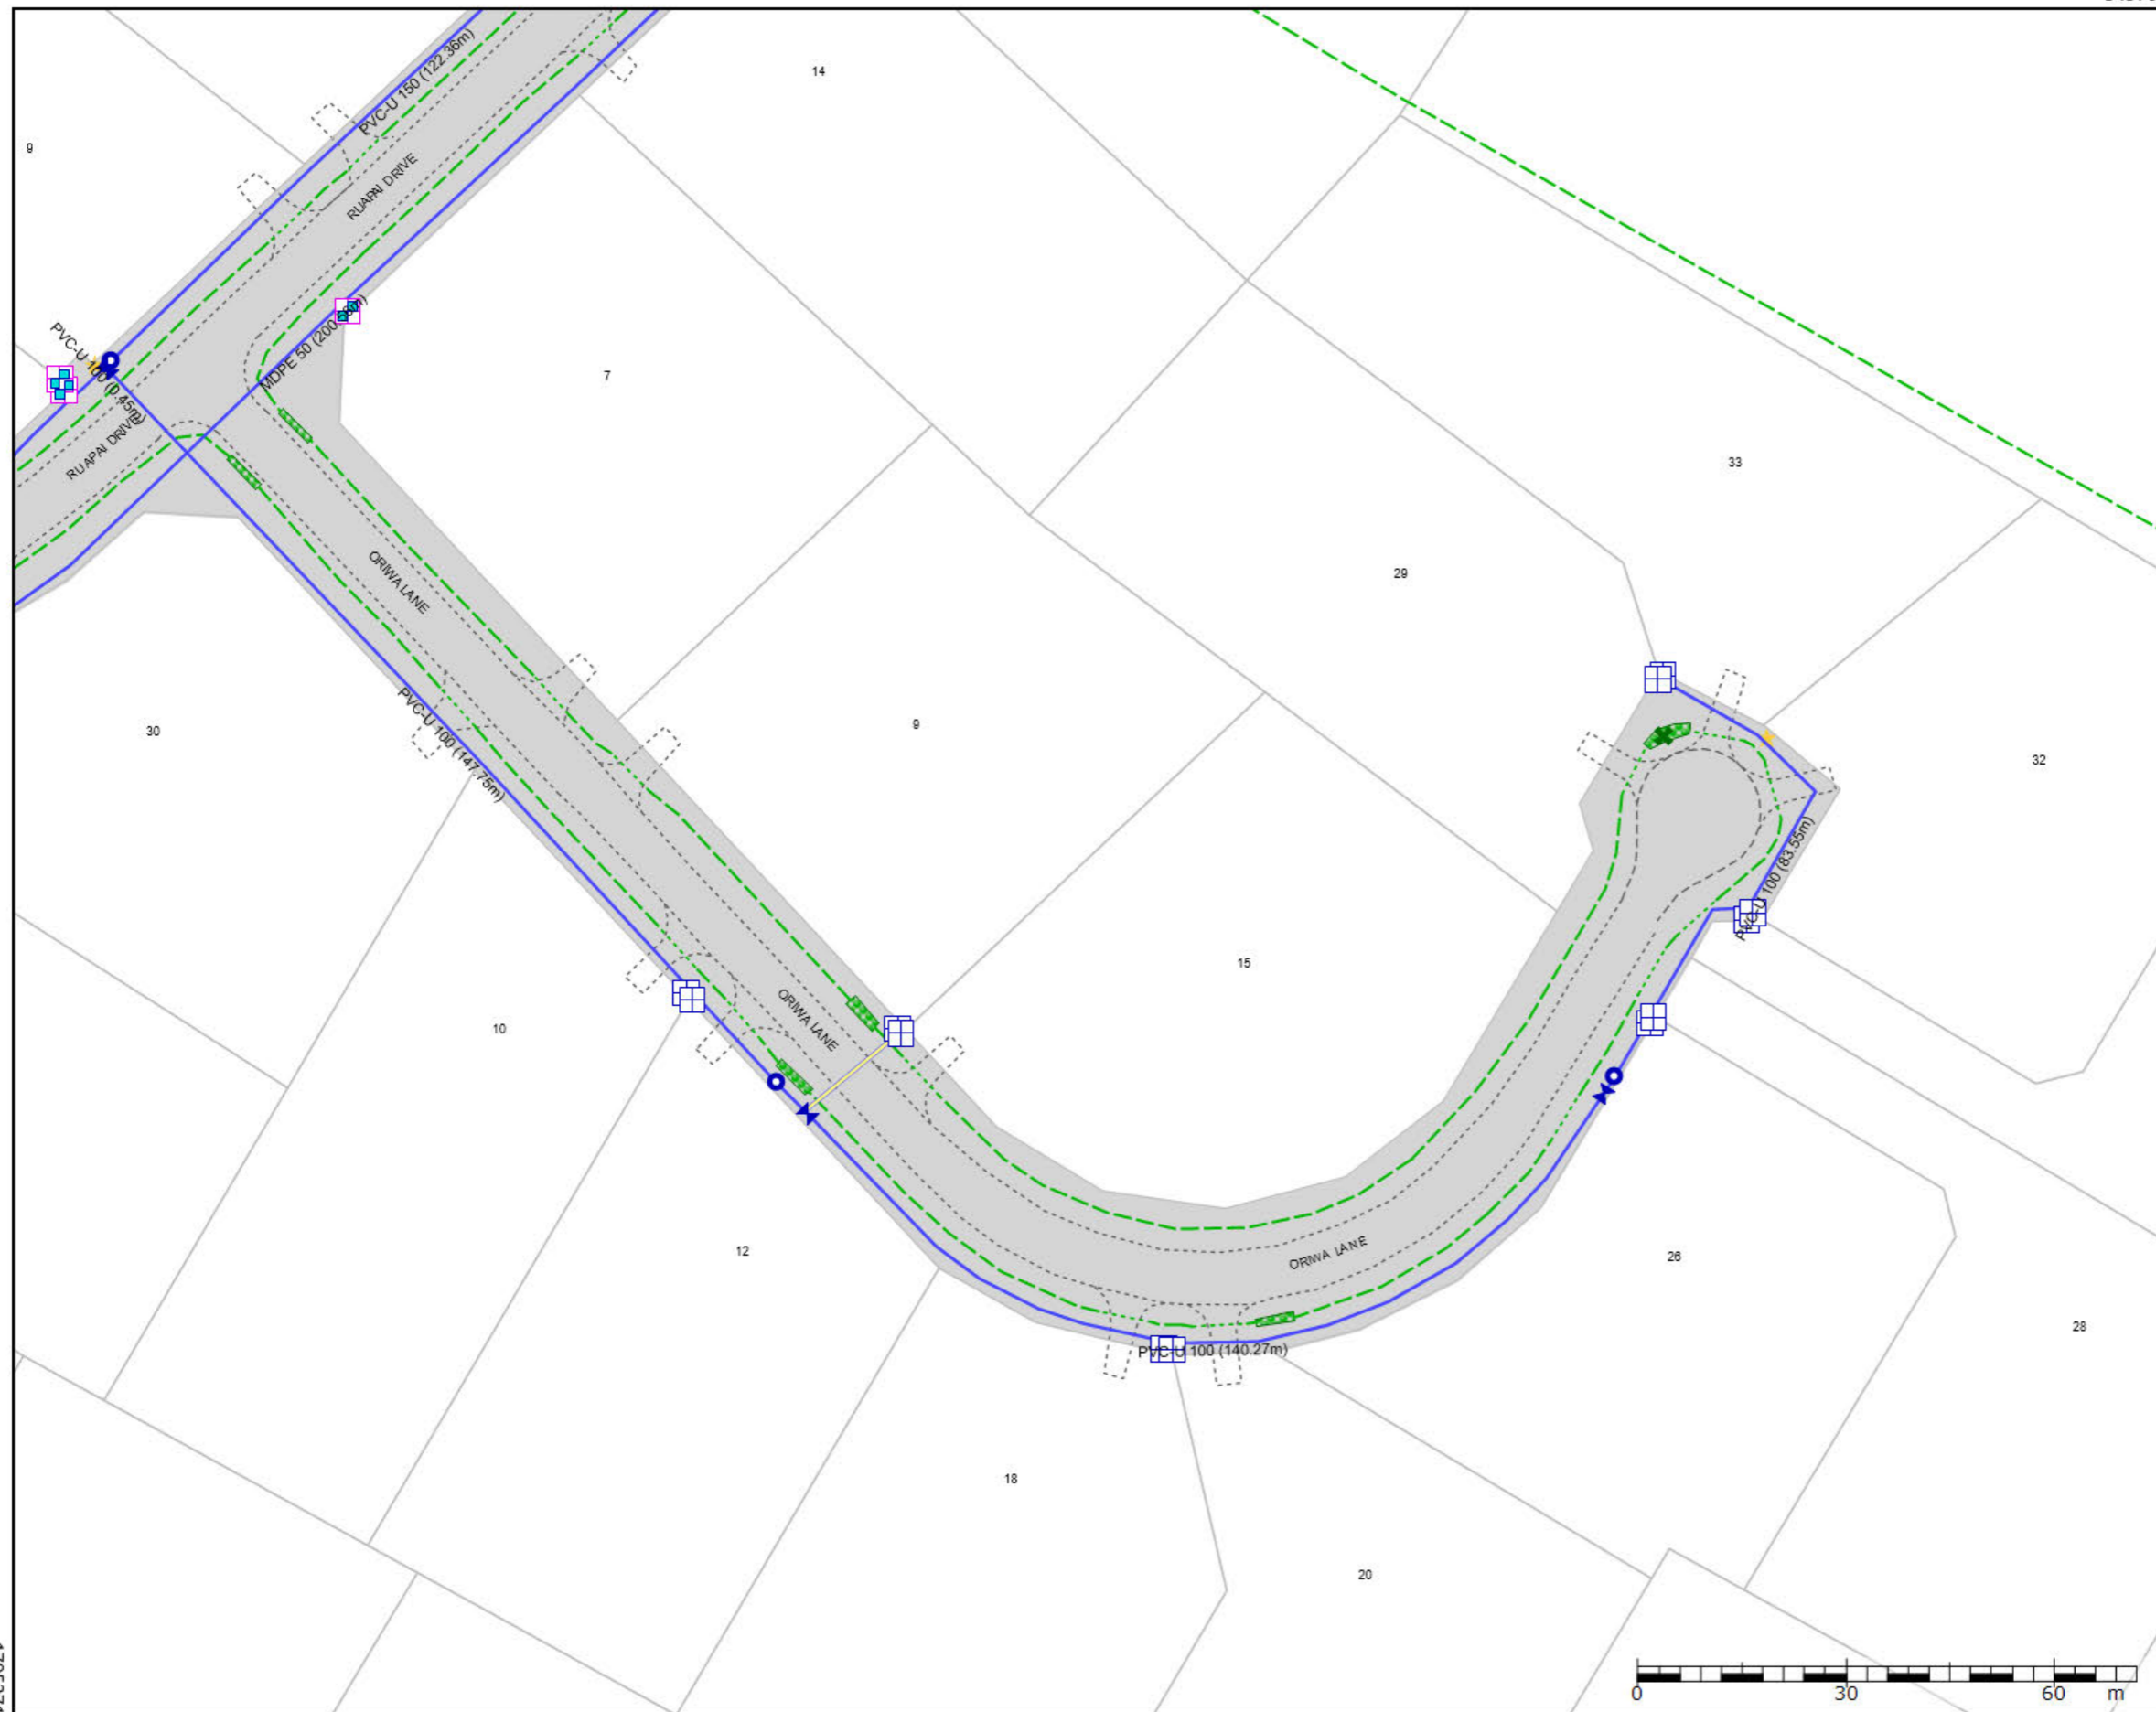 14
PVC-U 150 (122.36m)
9
RUAPAI DRIVE
PVC-U 100 (0.45m)
MDPE 50
7
RUAPAI DRIVE
33
ORIWA LANE
29
30
PVC-U 100 (147.75m)
9
32
PVC-U 100 (83.55m)
15
10
ORIWA LANE
12
ORIWA LANE
26
28
PVC-U 100 (140.27m)
18
20
0 30 60 m